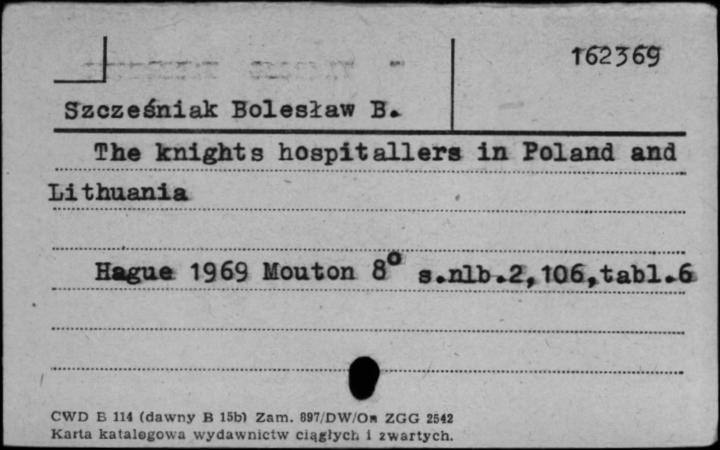 162369
Szcześniak Bolesław B.
The knights hospitallers in Poland and
Lithuania
Hague 1969 Mouton 8° s.nlb.2,106,tabl.6
CWD B 114 (dawny B 15b) Zam. 897/DW/Om ZGG 2542
Karta katalogowa wydawnictw ciągłych i zwartych.